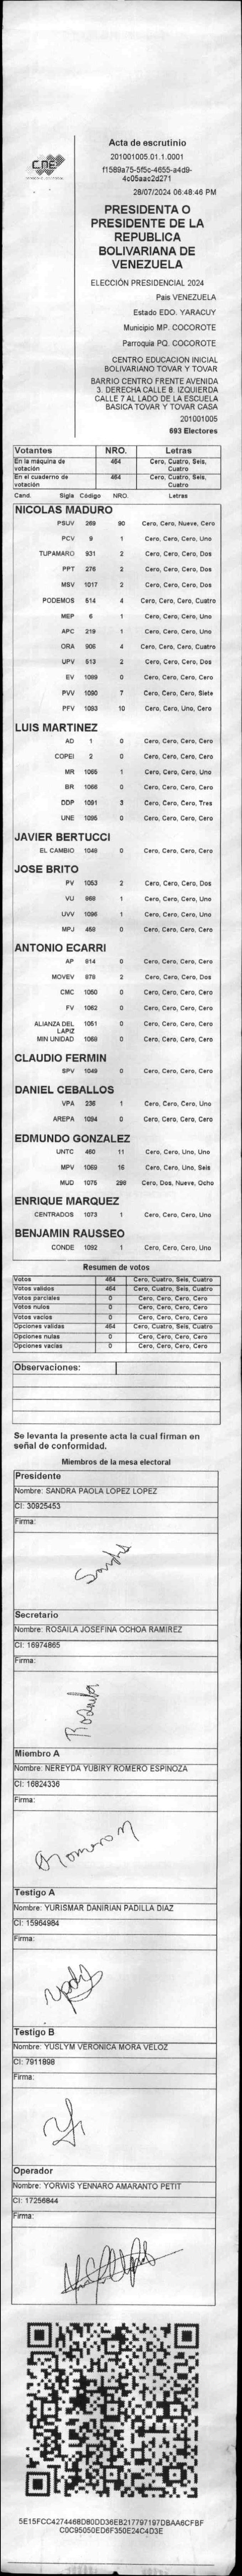 CNE
Acta de escrutinio
201001005.01.1.0001
f1589a75-5f5c-4655-a4d9-
4c05aac2d271
28/07/2024 06:48:46 PM
PRESIDENTA O
PRESIDENTE DE LA
REPUBLICA
BOLIVARIANA DE
VENEZUELA
ELECCIÓN PRESIDENCIAL 2024
Pais VENEZUELA
Estado EDO. YARACUY
Municipio MP. COCOROTE
Parroquia PQ. COCOROTE
CENTRO EDUCACION INICIAL
BOLIVARIANO TOVAR Y TOVAR
BARRIO CENTRO FRENTE AVENIDA
3. DERECHA CALLE 8. IZQUIERDA
CALLE 7 AL LADO DE LA ESCUELA
BASICA TOVAR Y TOVAR CASA
201001005
693 Electores
Votantes NRO. Letras
En la máquina de votación 464 Cero, Cuatro, Seis, Cuatro
En el cuaderno de votación 464 Cero, Cuatro, Seis, Cuatro
Cand. Sigla Código NRO. Letras
NICOLAS MADURO
PSUV 269 90 Cero, Cero, Nueve, Cero
PCV 9 1 Cero, Cero, Cero, Uno
TUPAMARO 931 2 Cero, Cero, Cero, Dos
PPT 276 2 Cero, Cero, Cero, Dos
MSV 1017 2 Cero, Cero, Cero, Dos
PODEMOS 514 4 Cero, Cero, Cero, Cuatro
MEP 6 1 Cero, Cero, Cero, Uno
APC 219 1 Cero, Cero, Cero, Uno
ORA 906 4 Cero, Cero, Cero, Cuatro
UPV 513 2 Cero, Cero, Cero, Dos
EV 1089 0 Cero, Cero, Cero, Cero
PVV 1090 7 Cero, Cero, Cero, Siete
PFV 1093 10 Cero, Cero, Uno, Cero
LUIS MARTINEZ
AD 1 0 Cero, Cero, Cero, Cero
COPEI 2 0 Cero, Cero, Cero, Cero
MR 1065 1 Cero, Cero, Cero, Uno
BR 1066 0 Cero, Cero, Cero, Cero
DDP 1091 3 Cero, Cero, Cero, Tres
UNE 1095 0 Cero, Cero, Cero, Cero
JAVIER BERTUCCI
EL CAMBIO 1048 0 Cero, Cero, Cero, Cero
JOSE BRITO
PV 1053 2 Cero, Cero, Cero, Dos
VU 968 1 Cero, Cero, Cero, Uno
UVV 1096 1 Cero, Cero, Cero, Uno
MPJ 459 0 Cero, Cero, Cero, Cero
ANTONIO ECARRI
AP 914 0 Cero, Cero, Cero, Cero
MOVEV 879 2 Cero, Cero, Cero, Dos
CMC 1050 0 Cero, Cero, Cero, Cero
FV 1062 0 Cero, Cero, Cero, Cero
ALIANZA DEL LAPIZ 1051 0 Cero, Cero, Cero, Cero
MIN UNIDAD 1068 0 Cero, Cero, Cero, Cero
CLAUDIO FERMIN
SPV 1049 0 Cero, Cero, Cero, Cero
DANIEL CEBALLOS
VPA 236 1 Cero, Cero, Cero, Uno
AREPA 1094 0 Cero, Cero, Cero, Cero
EDMUNDO GONZALEZ
UNTC 460 11 Cero, Cero, Uno, Uno
MPV 1069 16 Cero, Cero, Uno, Seis
MUD 1075 298 Cero, Dos, Nueve, Ocho
ENRIQUE MARQUEZ
CENTRADOS 1073 1 Cero, Cero, Cero, Uno
BENJAMIN RAUSSEO
CONDE 1092 1 Cero, Cero, Cero, Uno
Resumen de votos
Votos 464 Cero, Cuatro, Seis, Cuatro
Votos validos 464 Cero, Cuatro, Seis, Cuatro
Votos parciales 0 Cero, Cero, Cero, Cero
Votos nulos 0 Cero, Cero, Cero, Cero
Votos vacios 0 Cero, Cero, Cero, Cero
Opciones validas 464 Cero, Cuatro, Seis, Cuatro
Opciones nulas 0 Cero, Cero, Cero, Cero
Opciones vacias 0 Cero, Cero, Cero, Cero
Observaciones:
Se levanta la presente acta la cual firman en
señal de conformidad.
Miembros de la mesa electoral
Presidente
Nombre: SANDRA PAOLA LOPEZ LOPEZ
CI: 30925453
Firma:
Sandra
Secretario
Nombre: ROSAILA JOSEFINA OCHOA RAMIREZ
CI: 16974865
Firma:
Rosaila
Miembro A
Nombre: NEREYDA YUBIRY ROMERO ESPINOZA
CI: 16824336
Firma:
Romero N
Testigo A
Nombre: YURISMAR DANIRIAN PADILLA DIAZ
CI: 15964984
Firma:
Testigo B
Nombre: YUSLYM VERONICA MORA VELOZ
CI: 7911898
Firma:
Operador
Nombre: YORWIS YENNARO AMARANTO PETIT
CI: 17256844
Firma:
5E15FCC4274468D80DD36EB217797197DBAA6CFBF
C0C95050ED6F350E24C4D3E